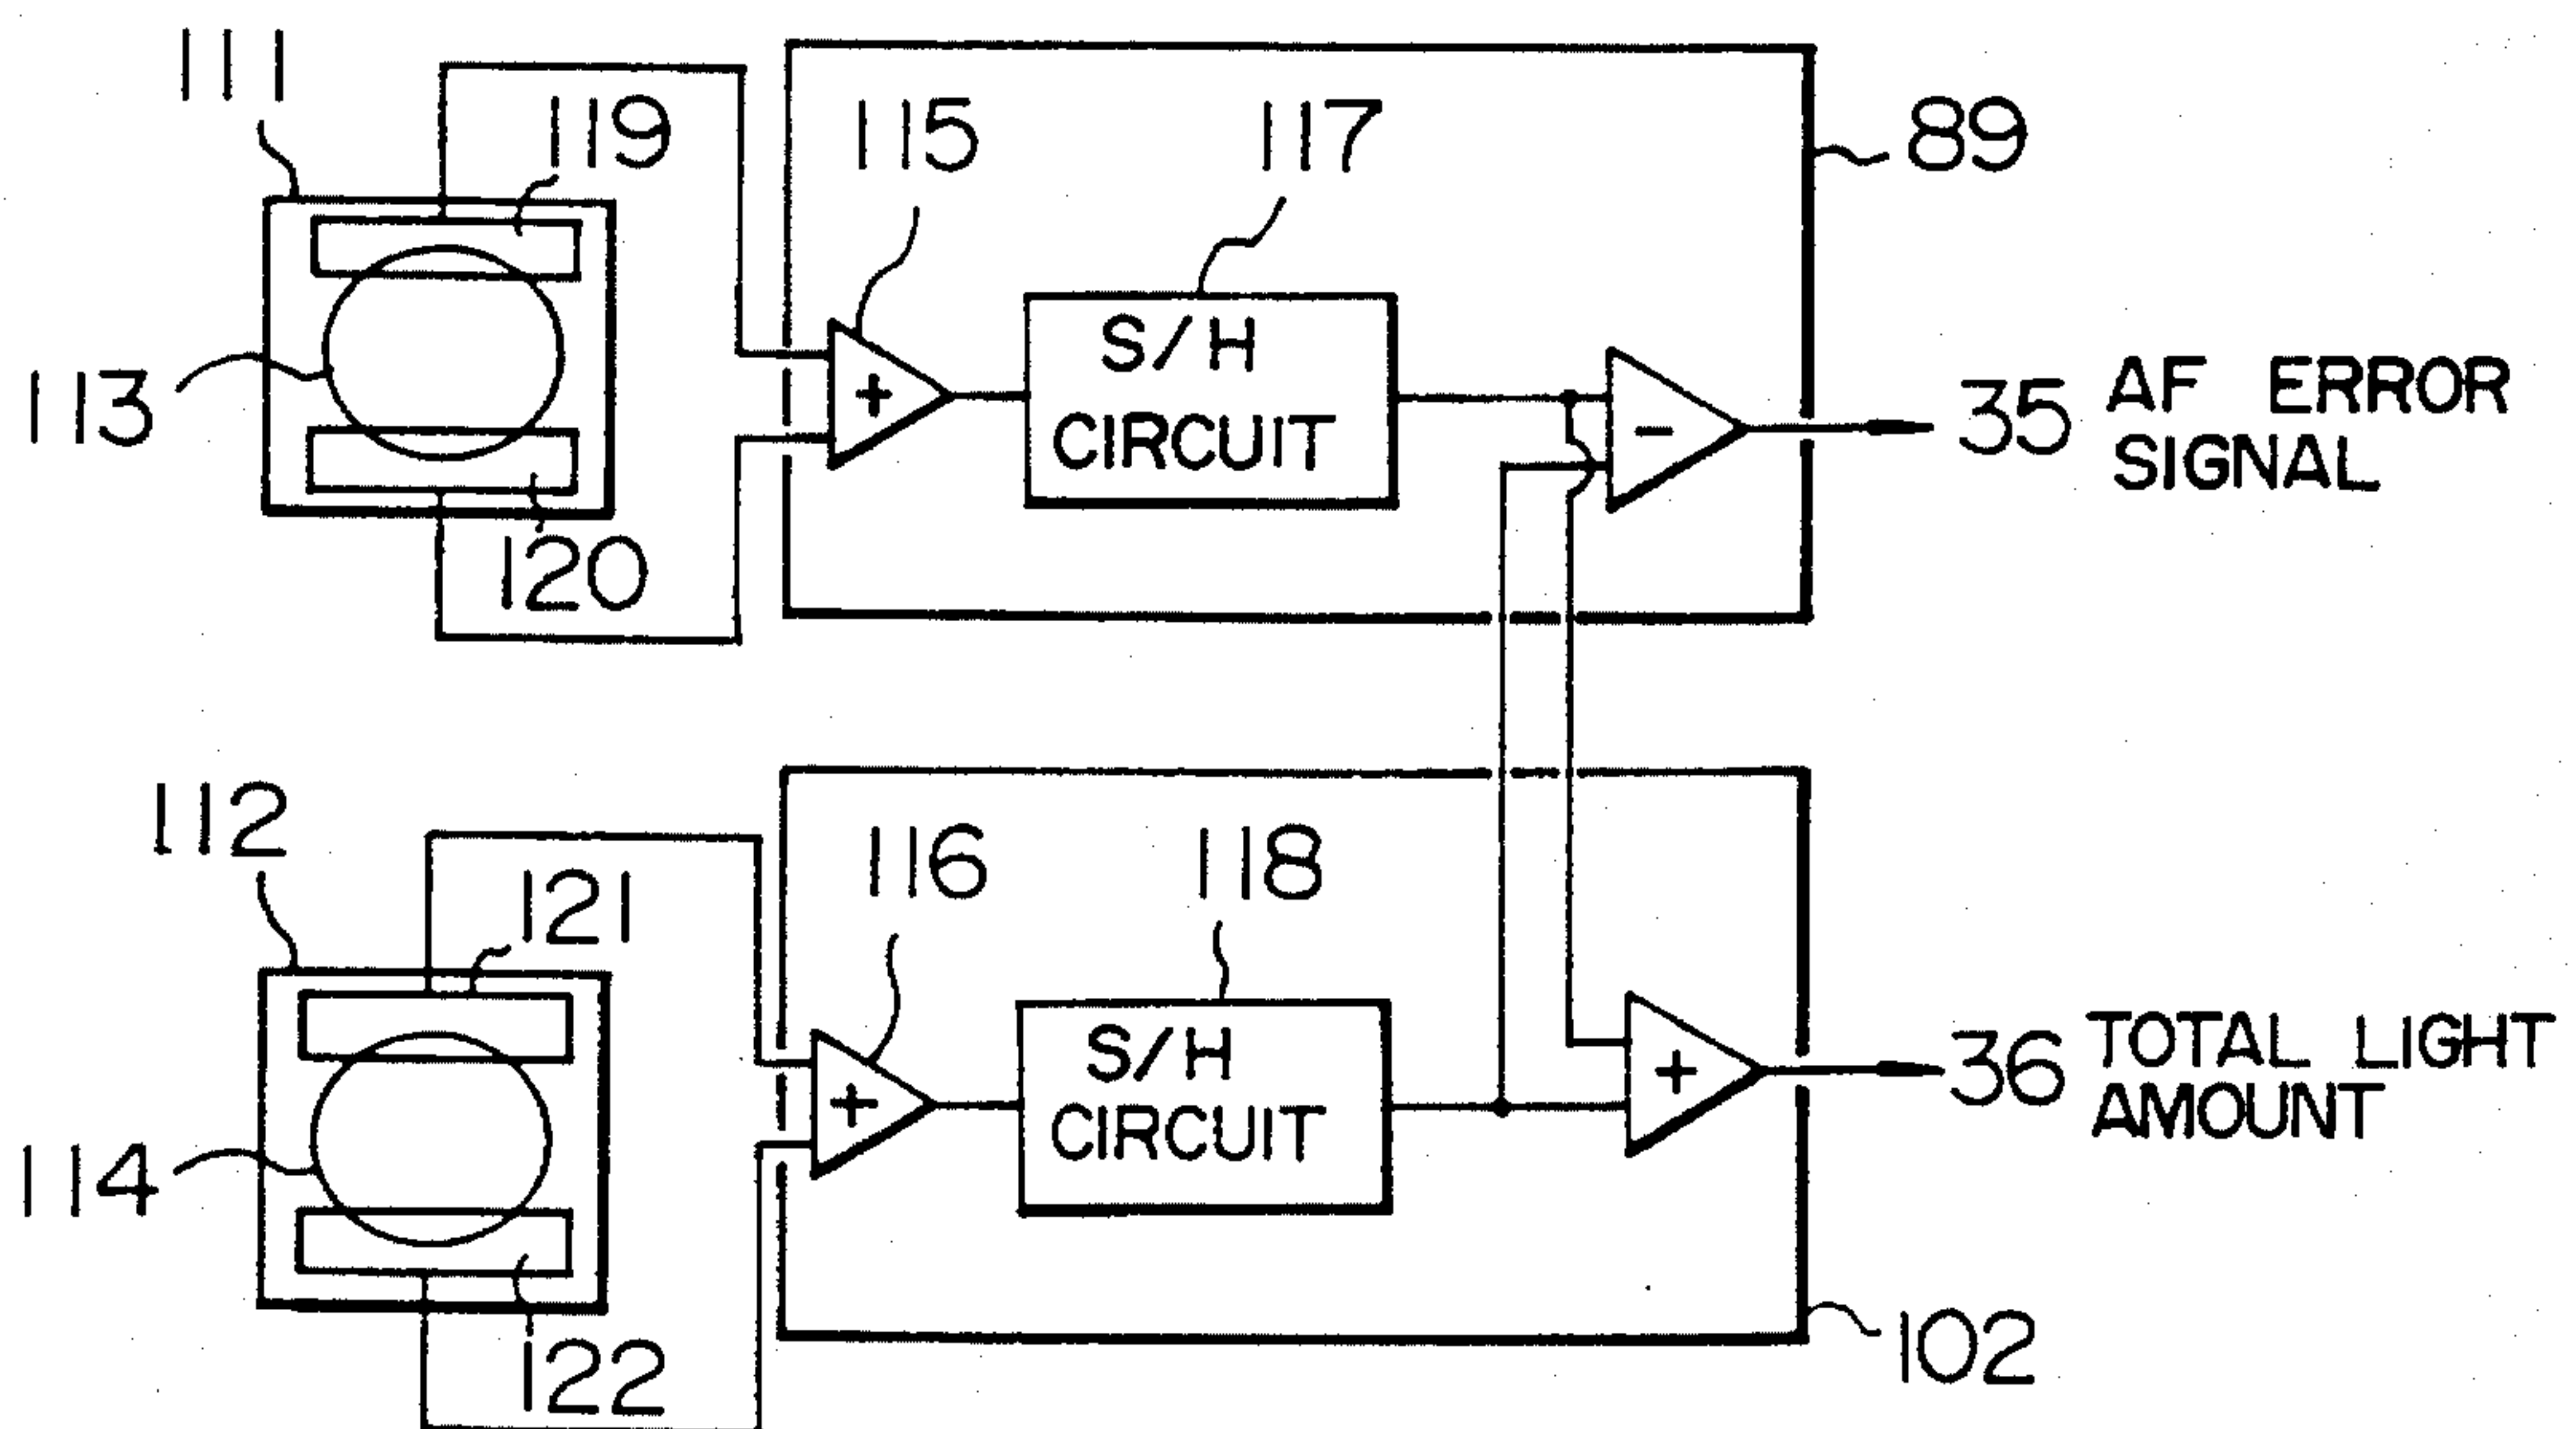 111
119
115
117
89
113
+
S/H
CIRCUIT
-
35 AF ERROR
SIGNAL
120
112
121
116
118
114
+
S/H
CIRCUIT
+
36 TOTAL LIGHT
AMOUNT
122
102